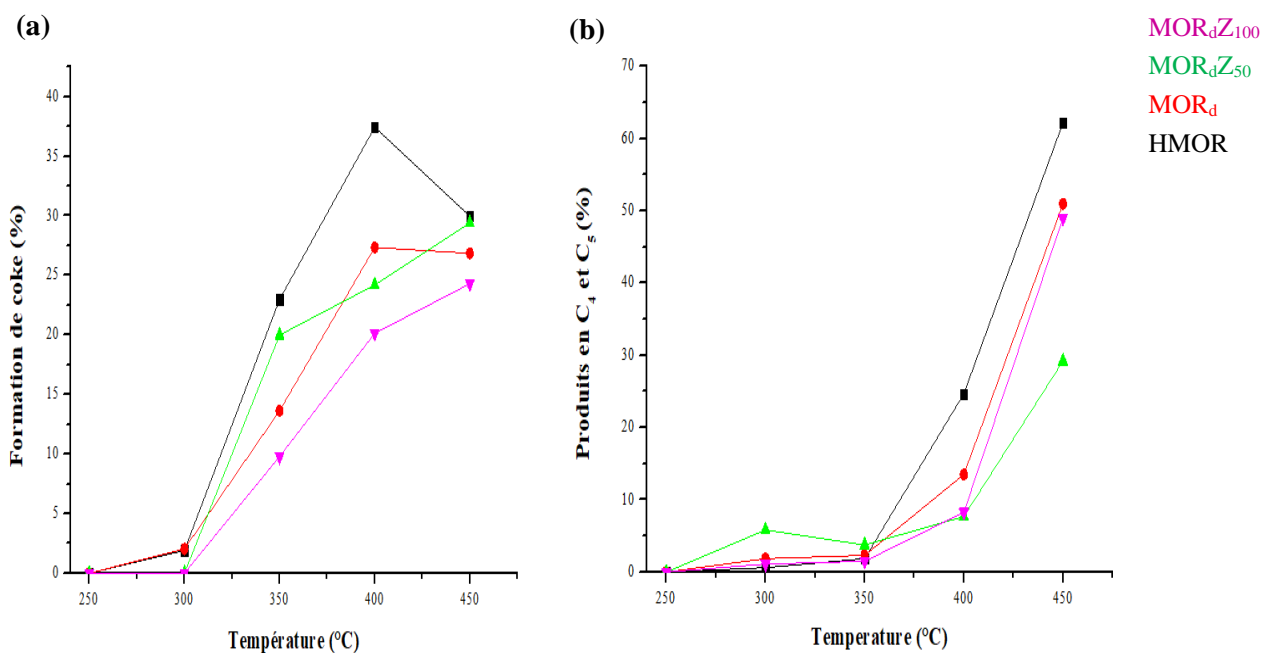 (a)
(b)
MORdZ100
MORdZ50
MORd
HMOR
Formation de coke (%)
40
35
30
25
20
15
10
5
0
250 300 350 400 450
Température (°C)
Produits en C4 et C5 (%)
70
60
50
40
30
20
10
0
250 300 350 400 450
Temperature (°C)